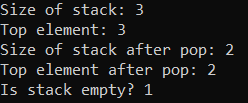 Size of stack: 3
Top element: 3
Size of stack after pop: 2
Top element after pop: 2
Is stack empty? 1